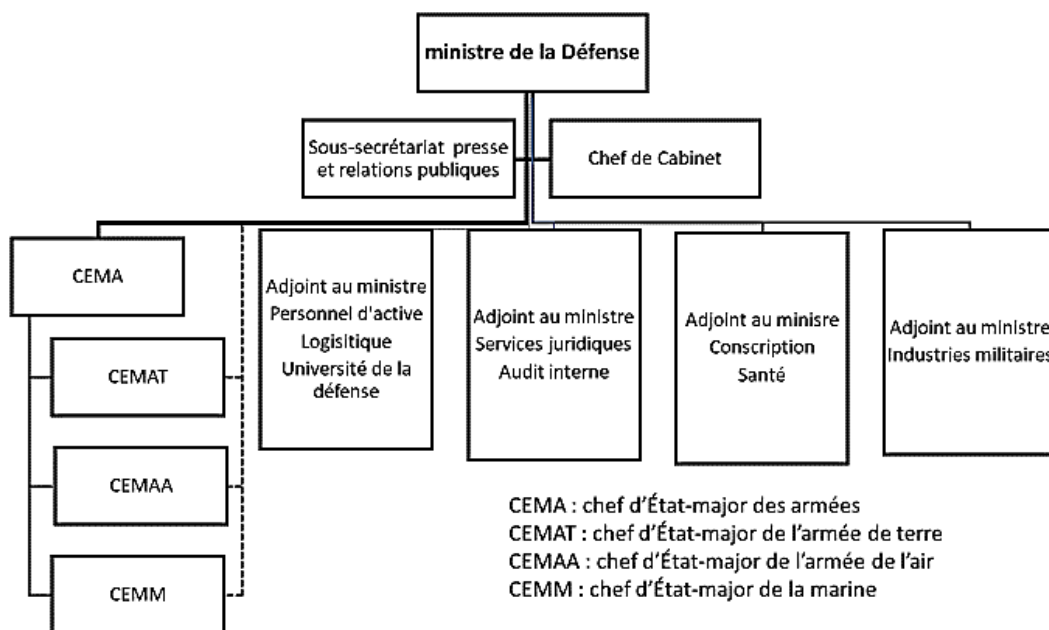 ministre de la Défense
Sous-secrétariat presse
et relations publiques
Chef de Cabinet
CEMA
CEMAT
CEMAA
CEMM
Adjoint au ministre
Personnel d'active
Logisitique
Université de la
défense
Adjoint au ministre
Services juridiques
Audit interne
Adjoint au minisre
Conscription
Santé
Adjoint au ministre
Industries militaires
CEMA : chef d'État-major des armées
CEMAT : chef d'État-major de l'armée de terre
CEMAA : chef d'État-major de l'armée de l'air
CEMM : chef d'État-major de la marine